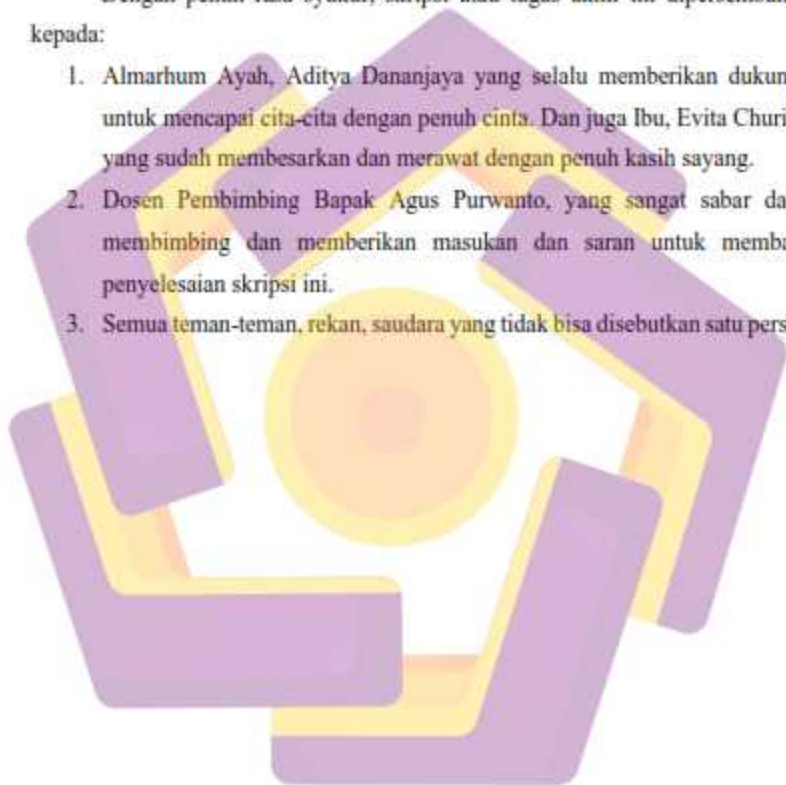 kepada:
1. Almarhum Ayah, Aditya Dananjaya yang selalu memberikan dukun
untuk mencapai cita-cita dengan penuh cinta. Dan juga Ibu, Evita Churi
yang sudah membesarkan dan merawat dengan penuh kasih sayang.
2. Dosen Pembimbing Bapak Agus Purwanto, yang sangat sabar da
membimbing dan memberikan masukan dan saran untuk memba
penyelesaian skripsi ini.
3. Semua teman-teman, rekan, saudara yang tidak bisa disebutkan satu pers